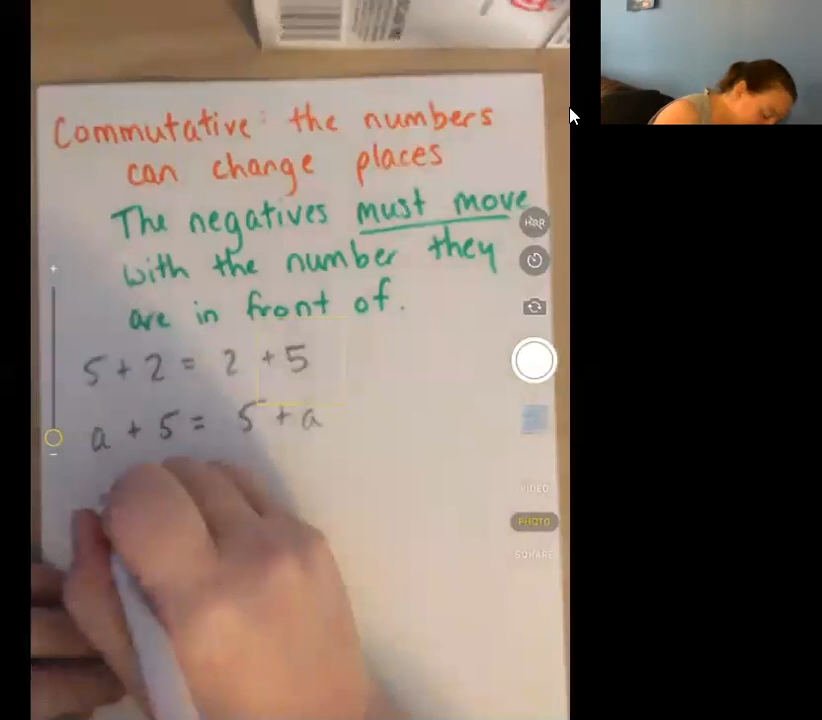 Commutative: the numbers
can change places
The negatives must move
with the number they
are in front of.
5 + 2 = 2 + 5
a + 5 = 5 + a
HDR
VIDEO
PHOTO
SQUARE